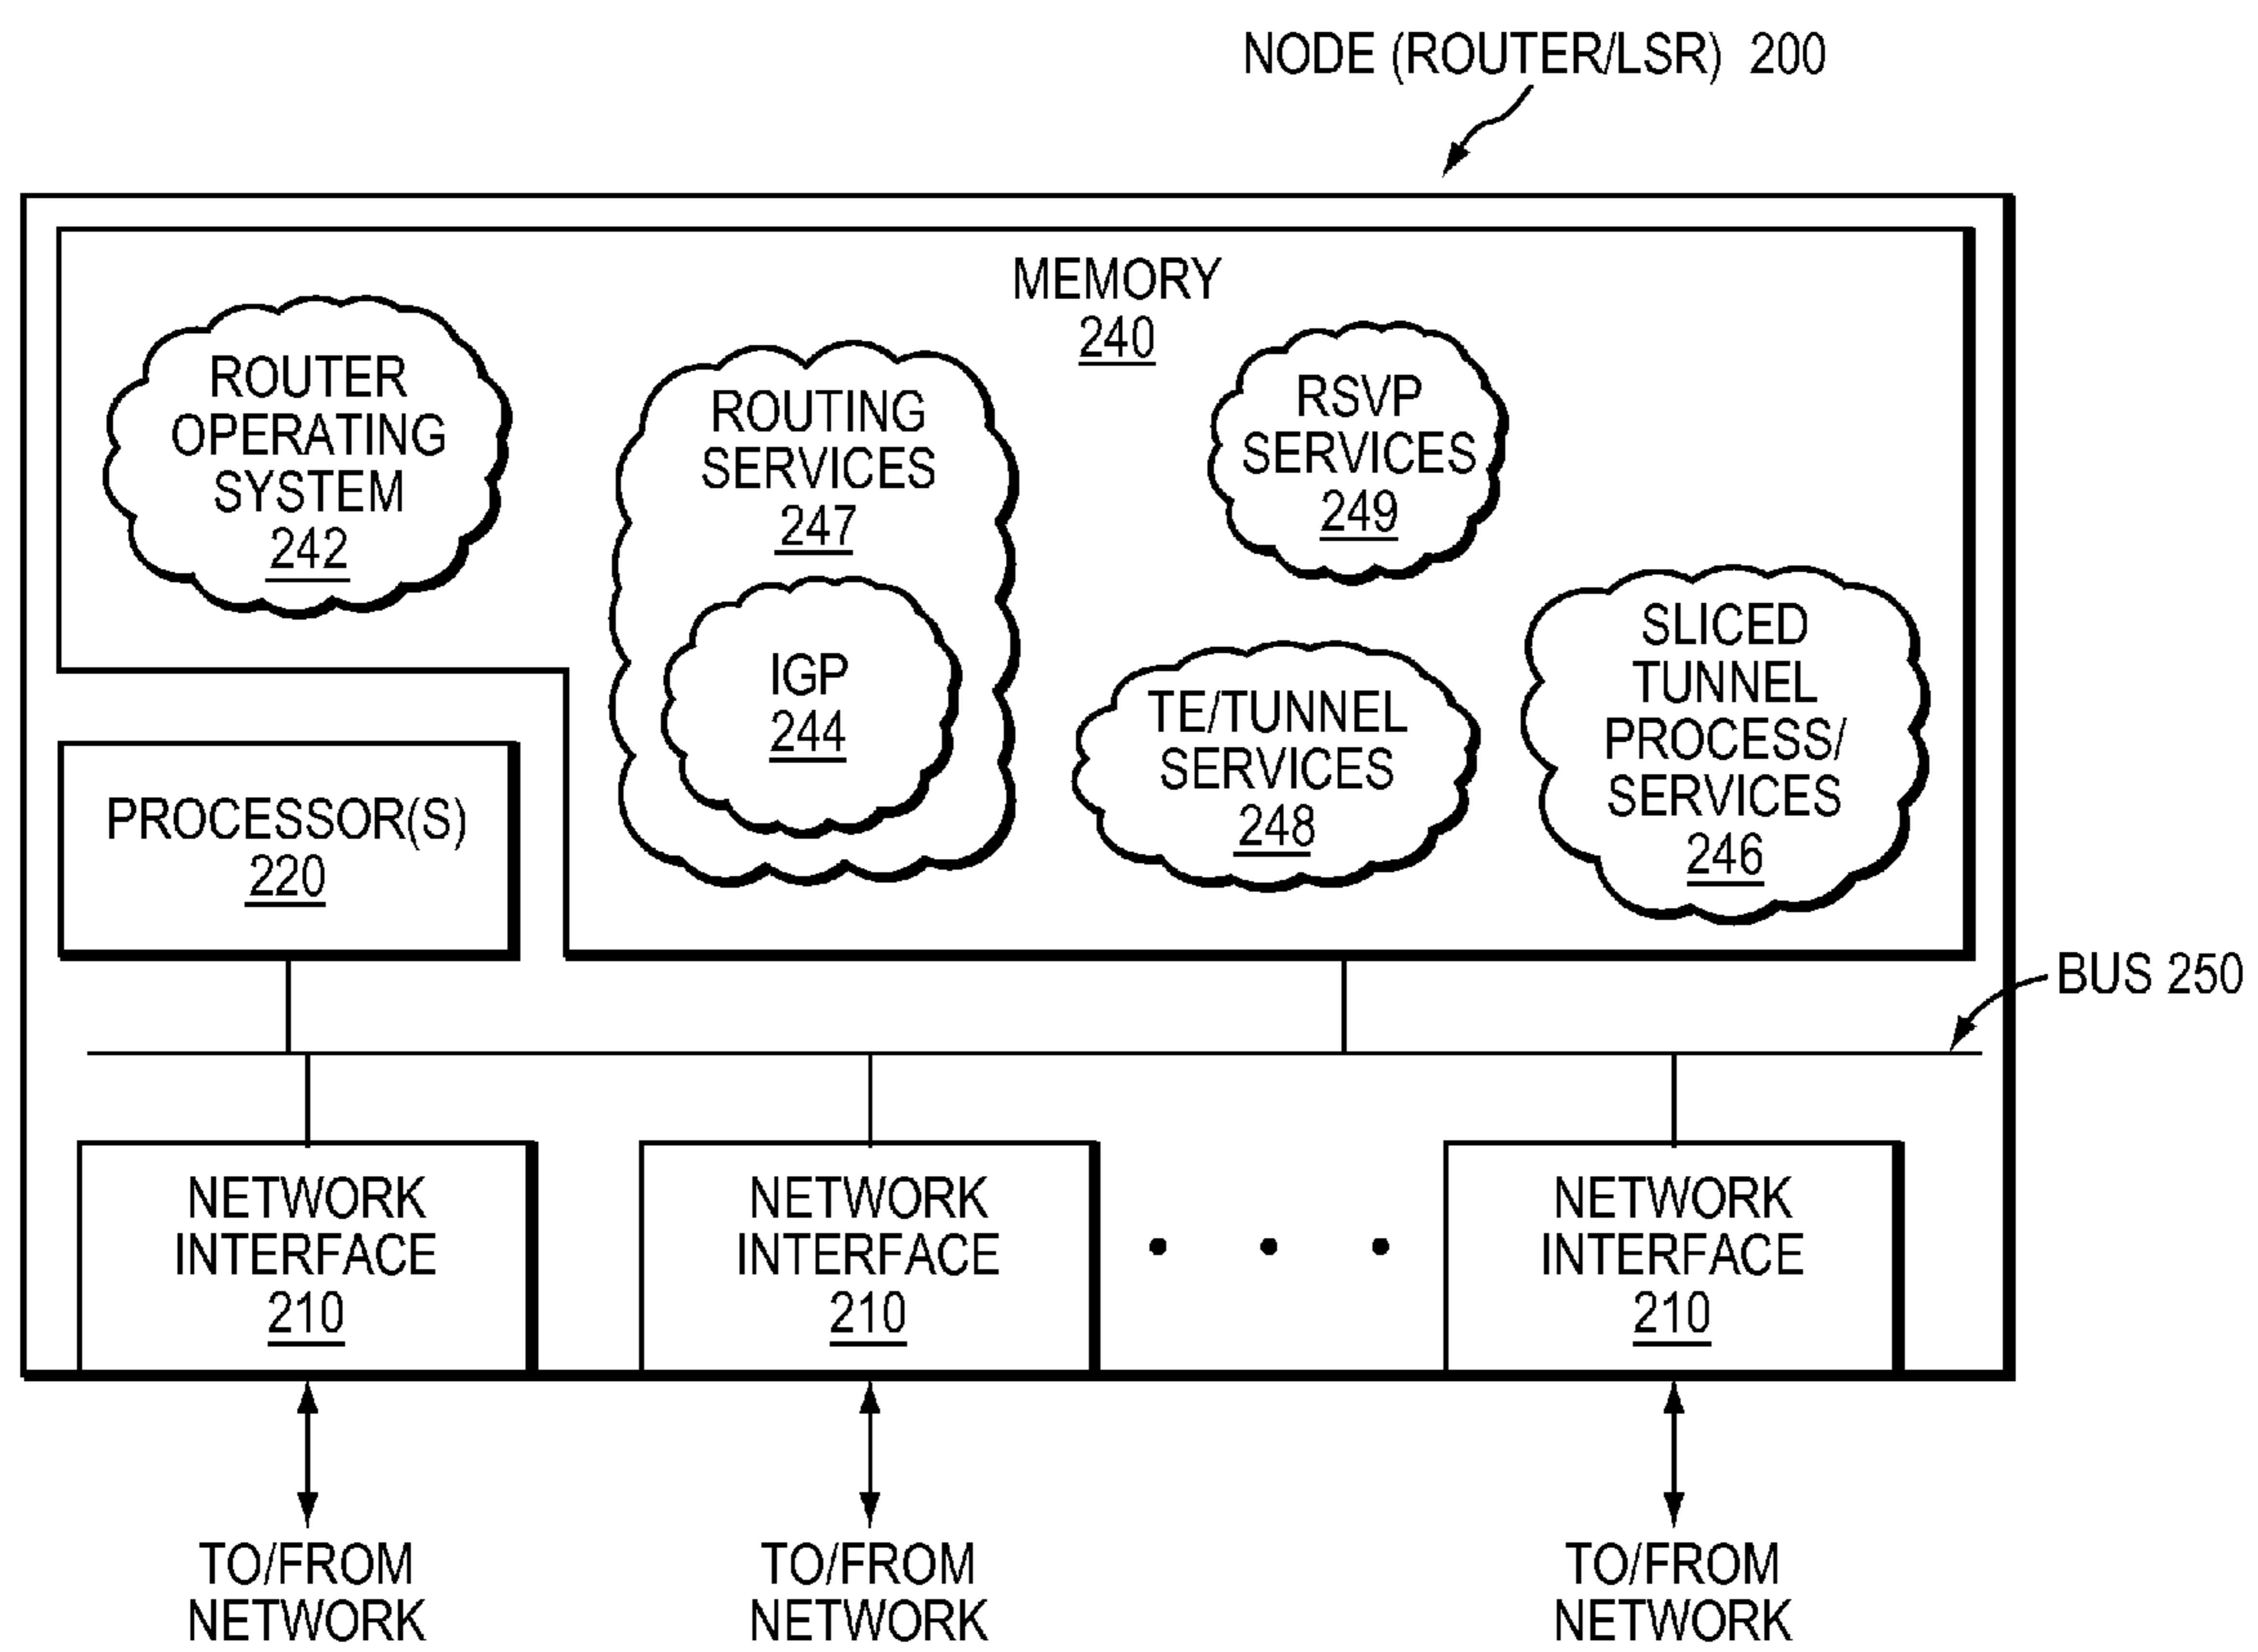 NODE (ROUTER/LSR) 200
MEMORY
240
ROUTER
OPERATING
SYSTEM
242
ROUTING
SERVICES
247
IGP
244
RSVP
SERVICES
249
TE/TUNNEL
SERVICES
248
SLICED
TUNNEL
PROCESS/
SERVICES
246
PROCESSOR(S)
220
BUS 250
NETWORK
INTERFACE
210
NETWORK
INTERFACE
210
NETWORK
INTERFACE
210
TO/FROM
NETWORK
TO/FROM
NETWORK
TO/FROM
NETWORK